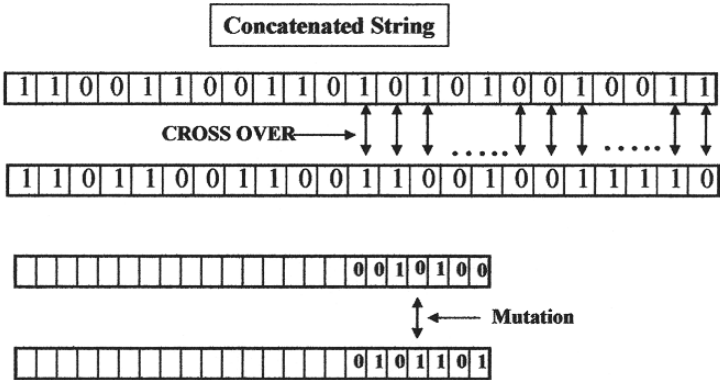 Concatenated String
1 1 0 0 1 1 0 0 1 1 0 1 0 1 0 1 0 0 1 0 0 1 1
CROSS OVER
.....
.....
1 1 0 1 1 0 0 1 1 0 0 1 1 0 0 1 0 0 1 1 1 1 0
0 0 1 0 1 0 0
Mutation
0 1 0 1 1 0 1